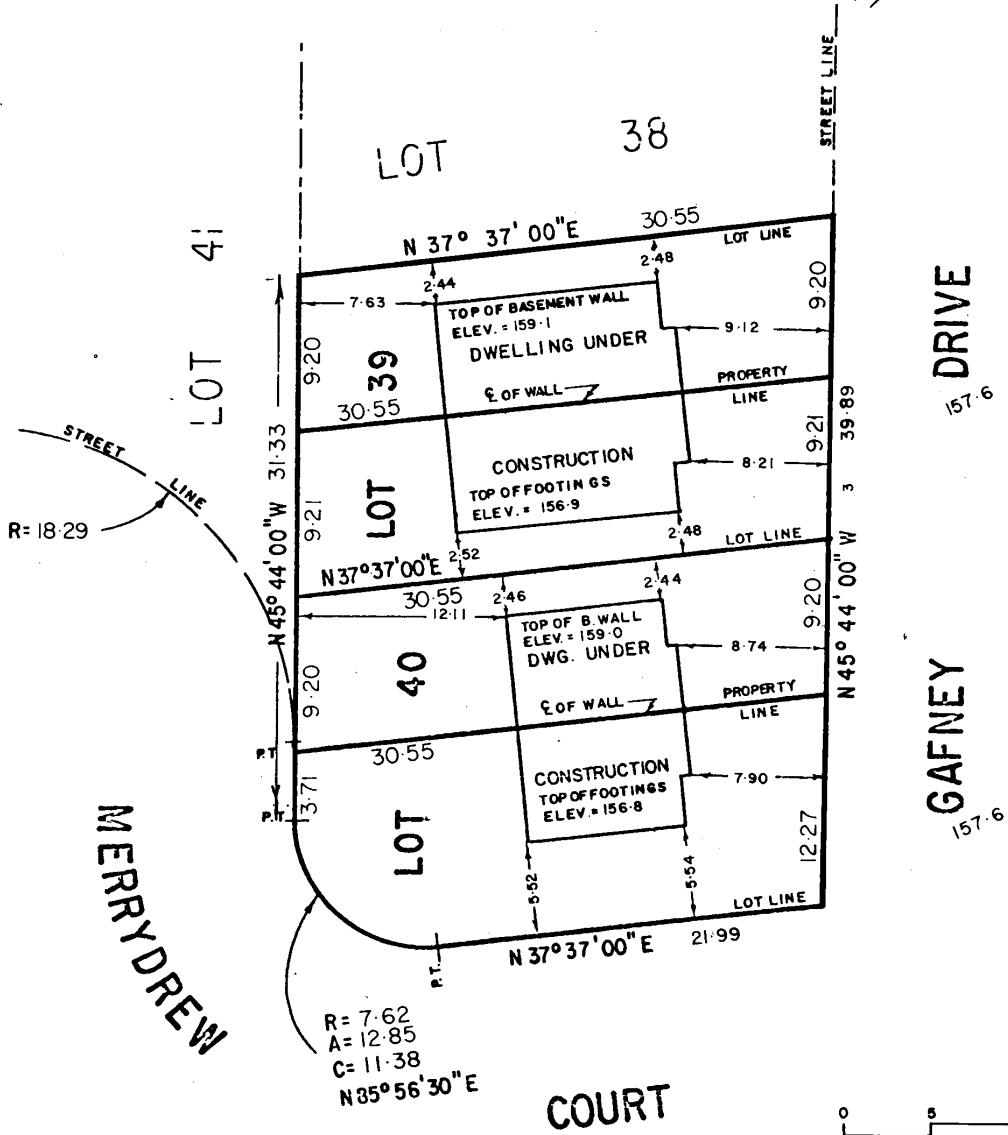 STREET LINE
LOT 38
N 37° 37' 00" E 30·55
LOT LINE
LOT 41
2·44
2·48
7·63
TOP OF BASEMENT WALL
ELEV. = 159·1
DWELLING UNDER
9·12
9·20
9·20
DRIVE
157·6
LOT 39
℄ OF WALL
PROPERTY
LINE
30·55
39·89
STREET
LINE
R= 18·29
N 45° 44' 00" W 31·33
9·21
9·21
CONSTRUCTION
TOP OF FOOTINGS
ELEV. = 156·9
8·21
3
2·52
2·48
LOT LINE
N 37° 37' 00" E
30·55
2·46
2·44
12·11
TOP OF B. WALL
ELEV. = 159·0
DWG. UNDER
8·74
9·20
N 45° 44' 00" W
9·20
LOT 40
℄ OF WALL
PROPERTY
LINE
P.T.
30·55
GAFNEY
157·6
3·71
P.T.
CONSTRUCTION
TOP OF FOOTINGS
ELEV. = 156·8
7·90
12·27
5·52
5·54
LOT LINE
N 37° 37' 00" E 21·99
P.T.
MERRYDREW
R= 7·62
A= 12·85
C= 11·38
N 85° 56' 30" E
COURT
0 5